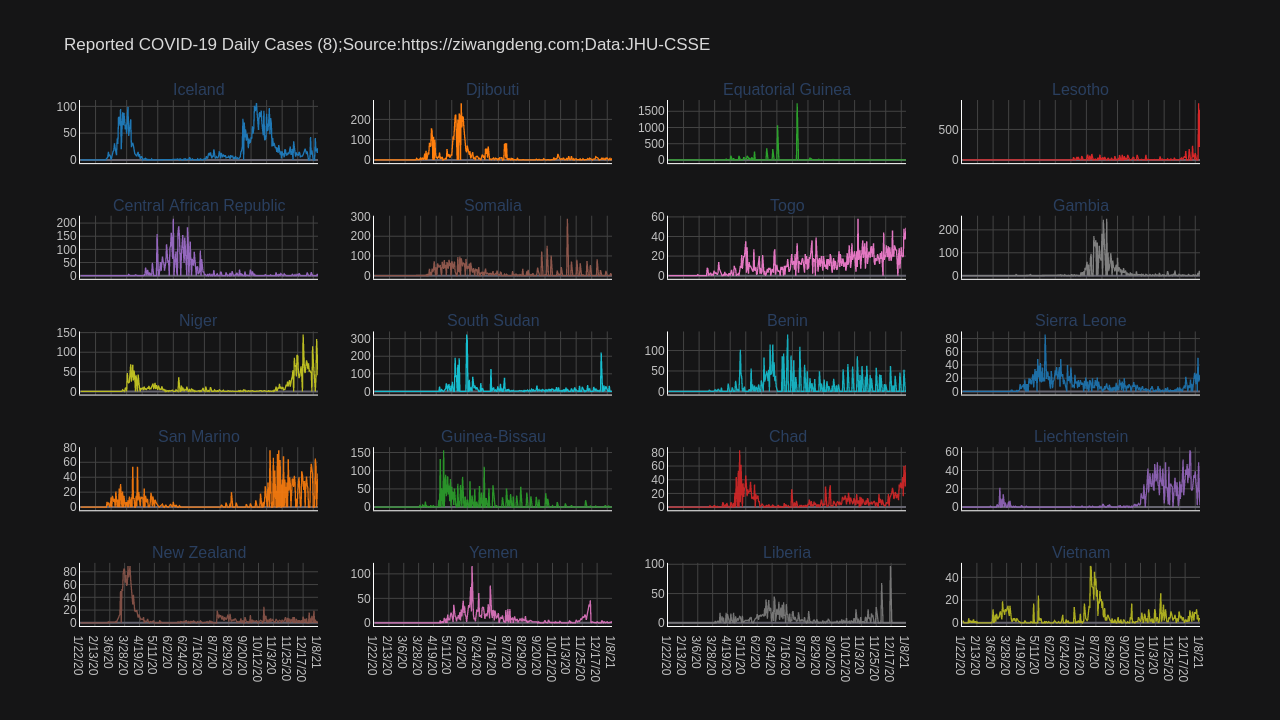 Reported COVID-19 Daily Cases (8);Source:https://ziwangdeng.com;Data:JHU-CSSE
Iceland Djibouti Equatorial Guinea Lesotho
100 50 0
200 100 0
1500 1000 500 0
500 0
Central African Republic Somalia Togo Gambia
200 150 100 50 0
300 200 100 0
60 40 20 0
200 100 0
Niger South Sudan Benin Sierra Leone
150 100 50 0
300 200 100 0
100 50 0
80 60 40 20 0
San Marino Guinea-Bissau Chad Liechtenstein
80 60 40 20 0
150 100 50 0
80 60 40 20 0
60 40 20 0
New Zealand Yemen Liberia Vietnam
80 60 40 20 0
100 50 0
100 50 0
40 20 0
1/22/20 2/13/20 3/6/20 3/28/20 4/19/20 5/11/20 6/2/20 6/24/20 7/16/20 8/7/20 8/29/20 9/20/20 10/12/20 11/3/20 11/25/20 12/17/20 1/8/21
1/22/20 2/13/20 3/6/20 3/28/20 4/19/20 5/11/20 6/2/20 6/24/20 7/16/20 8/7/20 8/29/20 9/20/20 10/12/20 11/3/20 11/25/20 12/17/20 1/8/21
1/22/20 2/13/20 3/6/20 3/28/20 4/19/20 5/11/20 6/2/20 6/24/20 7/16/20 8/7/20 8/29/20 9/20/20 10/12/20 11/3/20 11/25/20 12/17/20 1/8/21
1/22/20 2/13/20 3/6/20 3/28/20 4/19/20 5/11/20 6/2/20 6/24/20 7/16/20 8/7/20 8/29/20 9/20/20 10/12/20 11/3/20 11/25/20 12/17/20 1/8/21